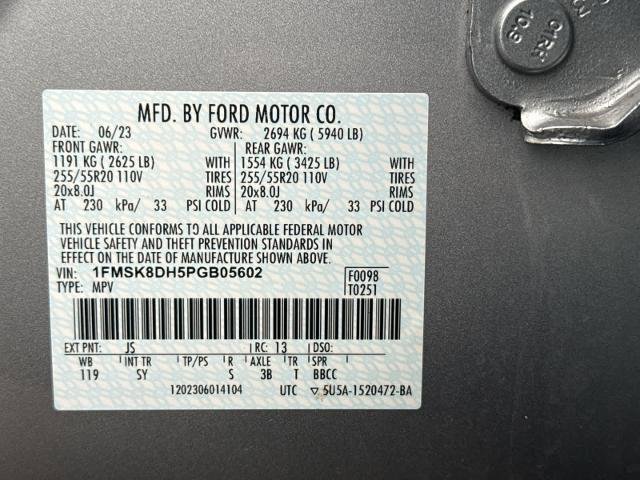 MFD. BY FORD MOTOR CO.
DATE: 06/23 GVWR: 2694 KG ( 5940 LB)
FRONT GAWR: REAR GAWR:
1191 KG ( 2625 LB) WITH 1554 KG ( 3425 LB) WITH
255/55R20 110V TIRES 255/55R20 110V TIRES
20x8.0J RIMS 20x8.0J RIMS
AT 230 kPa/ 33 PSI COLD AT 230 kPa/ 33 PSI COLD
THIS VEHICLE CONFORMS TO ALL APPLICABLE FEDERAL MOTOR
VEHICLE SAFETY AND THEFT PREVENTION STANDARDS IN
EFFECT ON THE DATE OF MANUFACTURE SHOWN ABOVE.
VIN: 1FMSK8DH5PGB05602 F0098
TYPE: MPV T0251
EXT PNT: JS RC: 13 DSO:
WB INT TR TP/PS R AXLE TR SPR
119 SY S 3B T BBCC
1202306014104 UTC ▽5U5A-1520472-BA
10.9